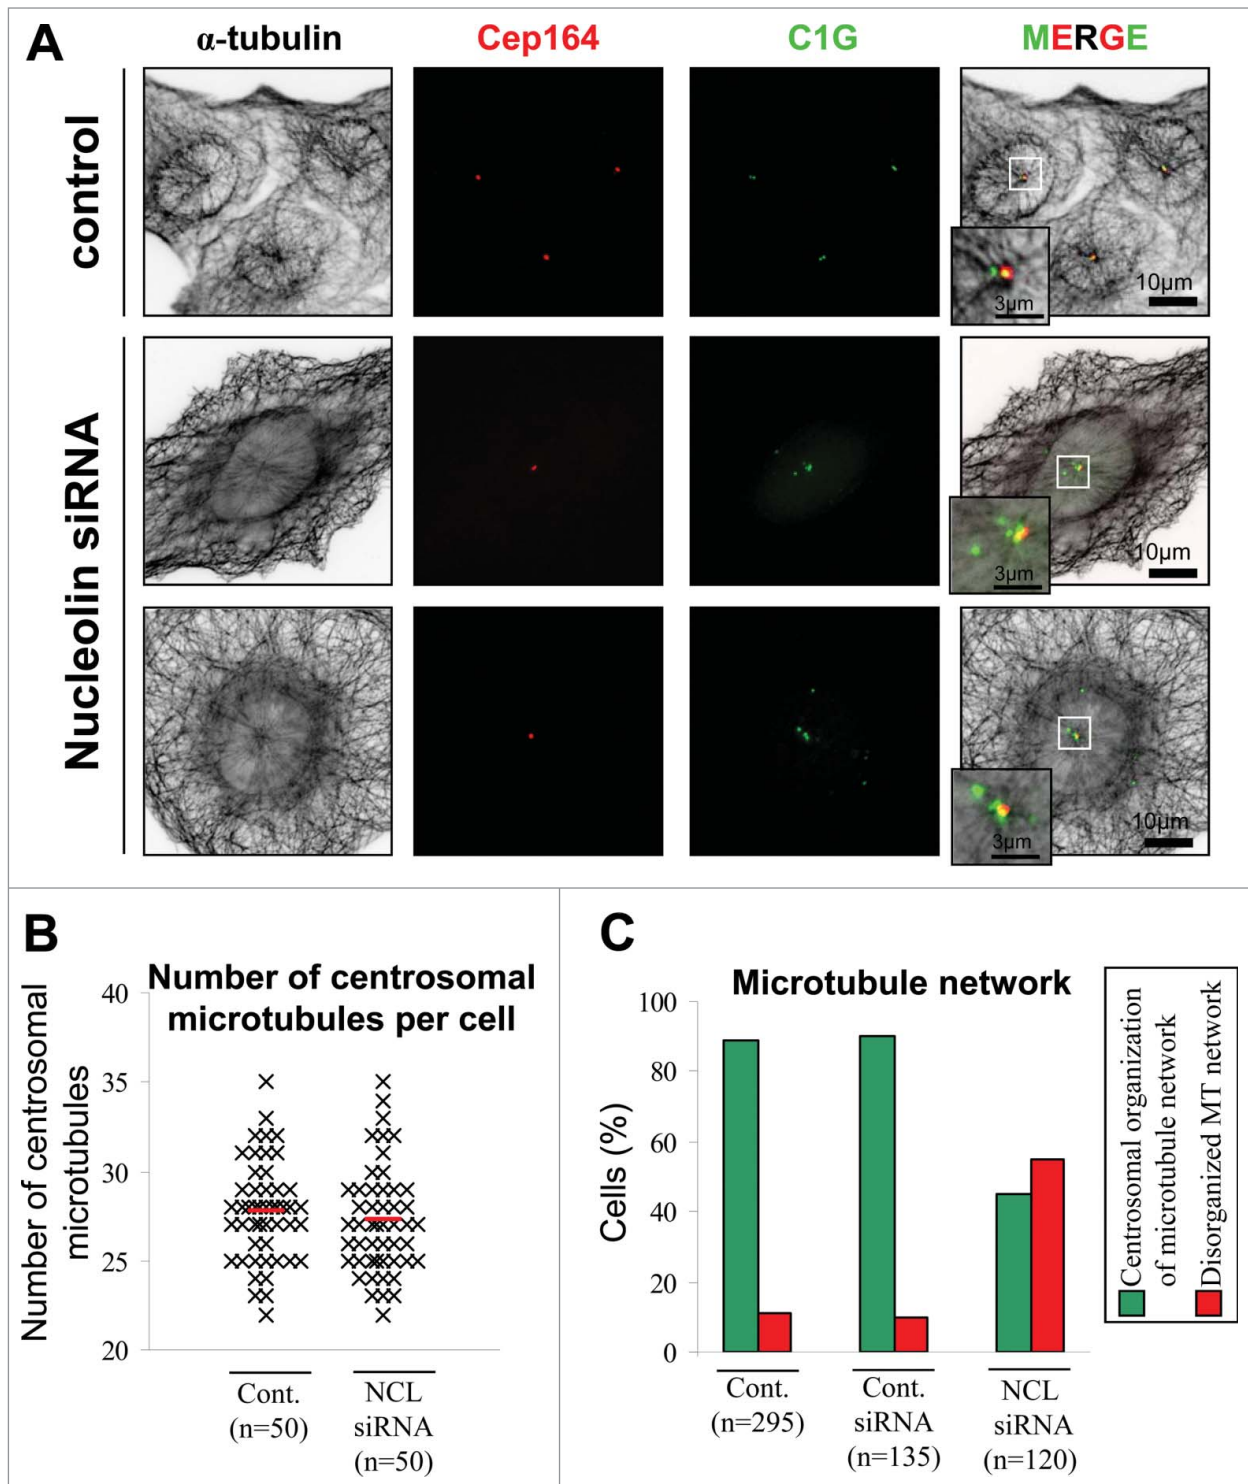 A
α-tubulin
Cep164
C1G
MERGE
control
10µm
3µm
Nucleolin siRNA
10µm
3µm
10µm
3µm
B
Number of centrosomal
microtubules per cell
Number of centrosomal
microtubules
40
35
30
25
20
Cont.
(n=50)
NCL
siRNA
(n=50)
C
Microtubule network
Cells (%)
100
80
60
40
20
0
Cont.
(n=295)
Cont.
siRNA
(n=135)
NCL
siRNA
(n=120)
Centrosomal organization
of microtubule network
Disorganized MT network